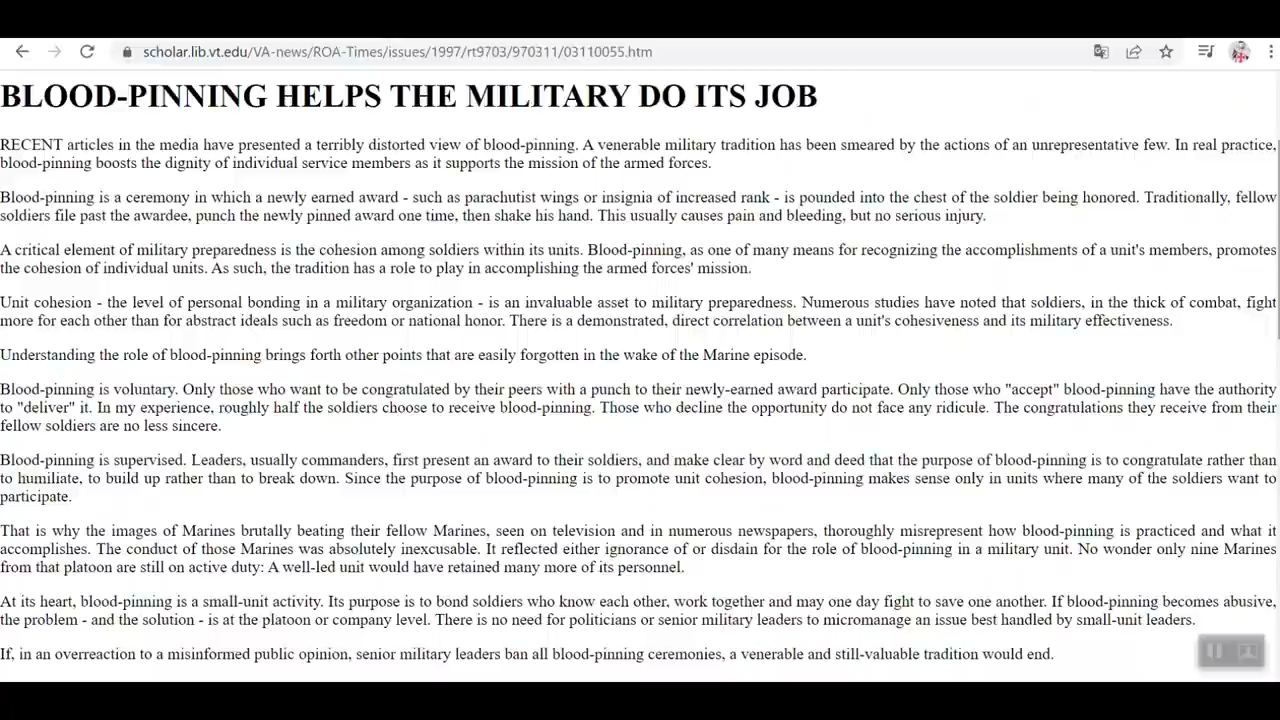 scholar.lib.vt.edu/VA-news/ROA-Times/issues/1997/rt9703/970311/03110055.htm
BLOOD-PINNING HELPS THE MILITARY DO ITS JOB
RECENT articles in the media have presented a terribly distorted view of blood-pinning. A venerable military tradition has been smeared by the actions of an unrepresentative few. In real practice,
blood-pinning boosts the dignity of individual service members as it supports the mission of the armed forces.
Blood-pinning is a ceremony in which a newly earned award - such as parachutist wings or insignia of increased rank - is pounded into the chest of the soldier being honored. Traditionally, fellow
soldiers file past the awardee, punch the newly pinned award one time, then shake his hand. This usually causes pain and bleeding, but no serious injury.
A critical element of military preparedness is the cohesion among soldiers within its units. Blood-pinning, as one of many means for recognizing the accomplishments of a unit's members, promotes
the cohesion of individual units. As such, the tradition has a role to play in accomplishing the armed forces' mission.
Unit cohesion - the level of personal bonding in a military organization - is an invaluable asset to military preparedness. Numerous studies have noted that soldiers, in the thick of combat, fight
more for each other than for abstract ideals such as freedom or national honor. There is a demonstrated, direct correlation between a unit's cohesiveness and its military effectiveness.
Understanding the role of blood-pinning brings forth other points that are easily forgotten in the wake of the Marine episode.
Blood-pinning is voluntary. Only those who want to be congratulated by their peers with a punch to their newly-earned award participate. Only those who "accept" blood-pinning have the authority
to "deliver" it. In my experience, roughly half the soldiers choose to receive blood-pinning. Those who decline the opportunity do not face any ridicule. The congratulations they receive from their
fellow soldiers are no less sincere.
Blood-pinning is supervised. Leaders, usually commanders, first present an award to their soldiers, and make clear by word and deed that the purpose of blood-pinning is to congratulate rather than
to humiliate, to build up rather than to break down. Since the purpose of blood-pinning is to promote unit cohesion, blood-pinning makes sense only in units where many of the soldiers want to
participate.
That is why the images of Marines brutally beating their fellow Marines, seen on television and in numerous newspapers, thoroughly misrepresent how blood-pinning is practiced and what it
accomplishes. The conduct of those Marines was absolutely inexcusable. It reflected either ignorance of or disdain for the role of blood-pinning in a military unit. No wonder only nine Marines
from that platoon are still on active duty: A well-led unit would have retained many more of its personnel.
At its heart, blood-pinning is a small-unit activity. Its purpose is to bond soldiers who know each other, work together and may one day fight to save one another. If blood-pinning becomes abusive,
the problem - and the solution - is at the platoon or company level. There is no need for politicians or senior military leaders to micromanage an issue best handled by small-unit leaders.
If, in an overreaction to a misinformed public opinion, senior military leaders ban all blood-pinning ceremonies, a venerable and still-valuable tradition would end.